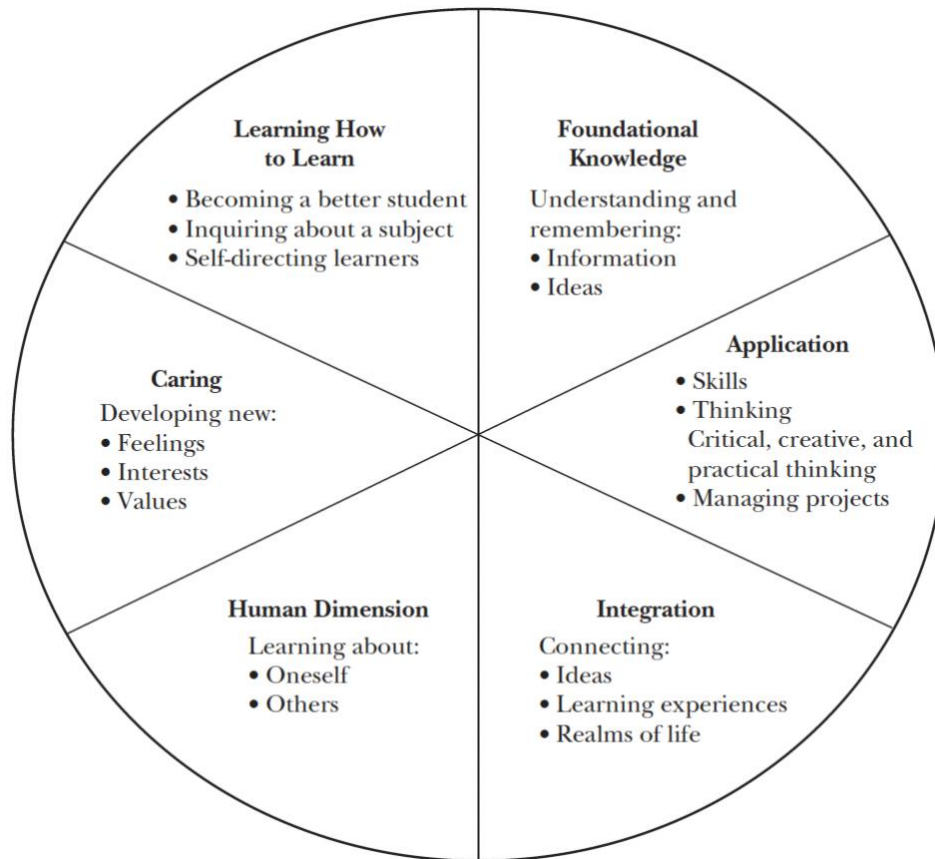 Learning How
to Learn
• Becoming a better student
• Inquiring about a subject
• Self-directing learners
Foundational
Knowledge
Understanding and
remembering:
• Information
• Ideas
Application
• Skills
• Thinking
Critical, creative, and
practical thinking
• Managing projects
Integration
Connecting:
• Ideas
• Learning experiences
• Realms of life
Human Dimension
Learning about:
• Oneself
• Others
Caring
Developing new:
• Feelings
• Interests
• Values